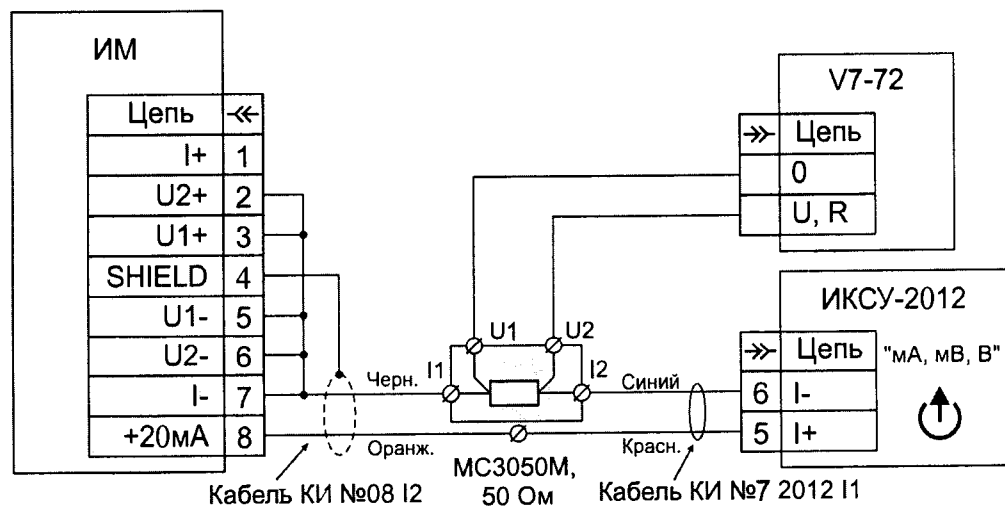 ИМ
Цепь
I+ 1
U2+ 2
U1+ 3
SHIELD 4
U1- 5
U2- 6
I- 7
+20мА 8
V7-72
Цепь
0
U, R
ИКСУ-2012
Цепь "мА, мВ, В"
6 I-
5 I+
U1 U2
I1 I2
Черн. Синий
Оранж. Красн.
МС3050М,
50 Ом
Кабель КИ №08 I2
Кабель КИ №7 2012 I1